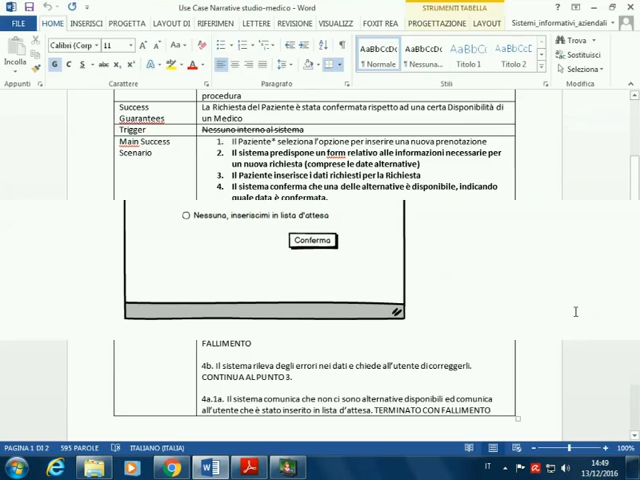 Use Case Narrative studio-medico - Word
STRUMENTI TABELLA
FILE HOME INSERISCI PROGETTA LAYOUT DI RIFERIMEN LETTERE REVISIONE VISUALIZZ FOXIT REA PROGETTAZIONE LAYOUT Sistemi_informativi_aziendali
Calibri (Corp 11
Incolla
G C S abc
AaBbCcDc AaBbCcDc AaBbC AaBbCcD
¶ Normale ¶ Nessuna... Titolo 1 Titolo 2
Trova
Sostituisci
Seleziona
Appunti Carattere Paragrafo Stili Modifica
procedura
Success Guarantees
La Richiesta del Paziente è stata confermata rispetto ad una certa Disponibilità di
un Medico
Trigger
Nessuno interno al sistema
Main Success Scenario
1. Il Paziente* seleziona l'opzione per inserire una nuova prenotazione
2. Il sistema predispone un form relativo alle informazioni necessarie per
un nuova richiesta (comprese le date alternative)
3. Il Paziente inserisce i dati richiesti per la Richiesta
4. Il sistema conferma che una delle alternative è disponibile, indicando
quale data è confermata.
Nessuna, inseriscimi in lista d'attesa
Conferma
FALLIMENTO
4b. Il sistema rileva degli errori nei dati e chiede all'utente di correggerli.
CONTINUA AL PUNTO 3.
4a.1a. Il sistema comunica che non ci sono alternative disponibili ed comunica
all'utente che è stato inserito in lista d'attesa. TERMINATO CON FALLIMENTO
PAGINA 1 DI 2 595 PAROLE ITALIANO (ITALIA) 100%
IT 14:49
13/12/2016